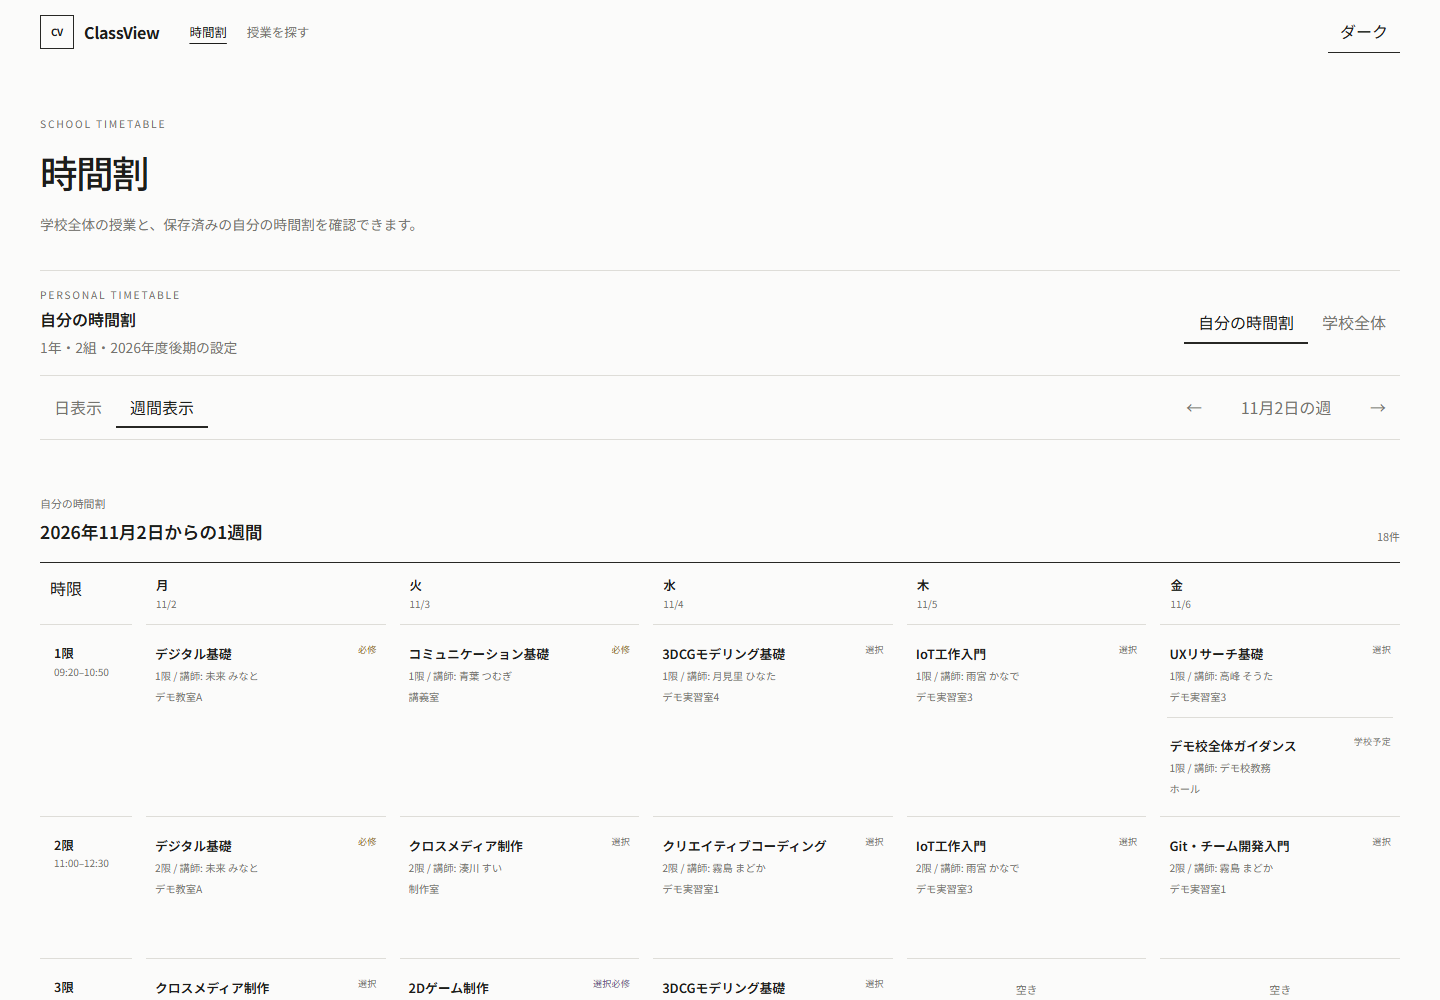 CV
ClassView
時間割
授業を探す
ダーク
SCHOOL TIMETABLE
時間割
学校全体の授業と、保存済みの自分の時間割を確認できます。
PERSONAL TIMETABLE
自分の時間割
1年・2組・2026年度後期の設定
自分の時間割
学校全体
日表示
週間表示
←
11月2日の週
→
自分の時間割
2026年11月2日からの1週間
18件
時限
月
11/2
火
11/3
水
11/4
木
11/5
金
11/6
1限
09:20–10:50
デジタル基礎
必修
1限 / 講師: 未来 みなと
デモ教室A
コミュニケーション基礎
必修
1限 / 講師: 青葉 つむぎ
講義室
3DCGモデリング基礎
選択
1限 / 講師: 月見里 ひなた
デモ実習室4
IoT工作入門
選択
1限 / 講師: 雨宮 かなで
デモ実習室3
UXリサーチ基礎
選択
1限 / 講師: 高峰 そうた
デモ実習室3
デモ校全体ガイダンス
学校予定
1限 / 講師: デモ校教務
ホール
2限
11:00–12:30
デジタル基礎
必修
2限 / 講師: 未来 みなと
デモ教室A
クロスメディア制作
選択
2限 / 講師: 湊川 すい
制作室
クリエイティブコーディング
選択
2限 / 講師: 霧島 まどか
デモ実習室1
IoT工作入門
選択
2限 / 講師: 雨宮 かなで
デモ実習室3
Git・チーム開発入門
選択
2限 / 講師: 霧島 まどか
デモ実習室1
3限
クロスメディア制作
選択
2Dゲーム制作
選択必修
3DCGモデリング基礎
選択
空き
空き